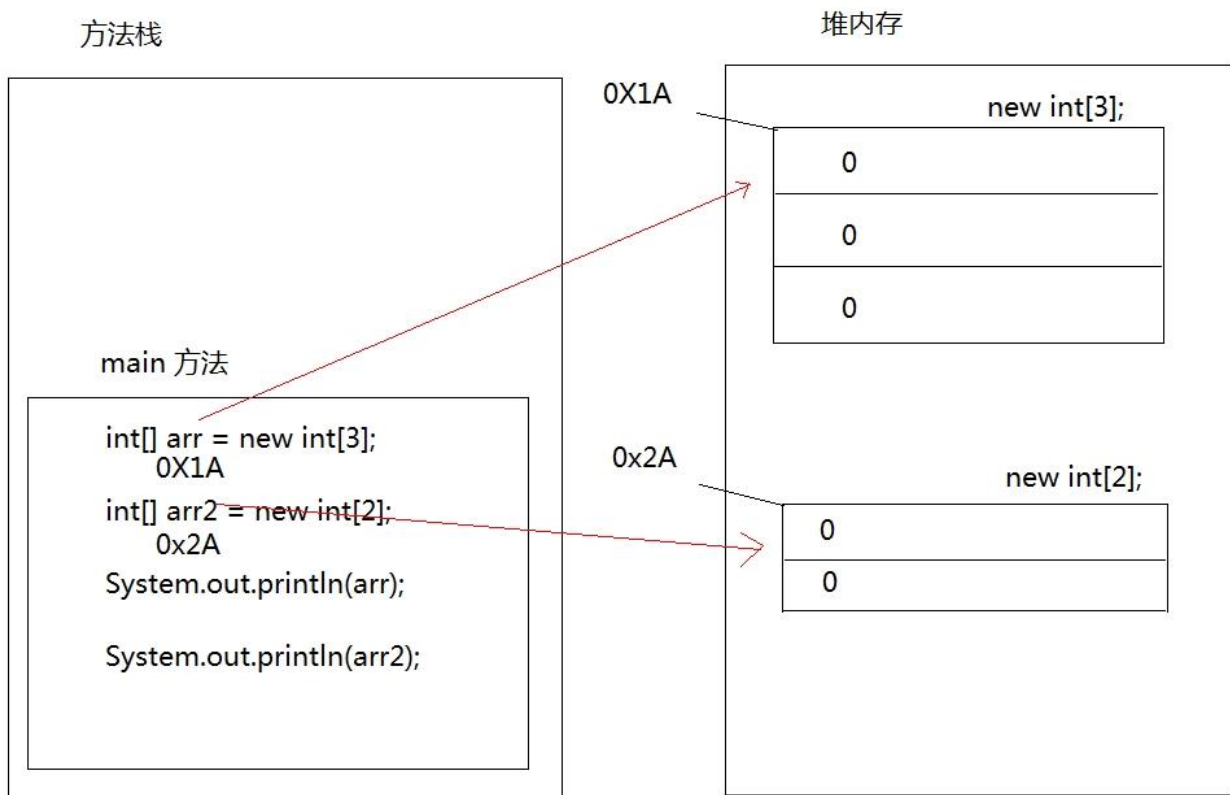 方法栈
main 方法
int[] arr = new int[3];
0X1A
int[] arr2 = new int[2];
0x2A
System.out.println(arr);
System.out.println(arr2);
堆内存
0X1A
new int[3];
0
0
0
0x2A
new int[2];
0
0